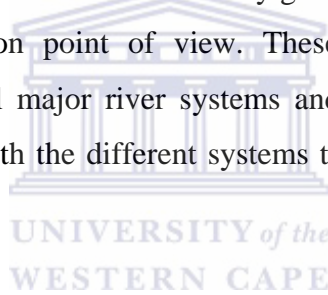 on point of view. These
major river systems and
th the different systems t
UNIVERSITY of the
WESTERN CAPE